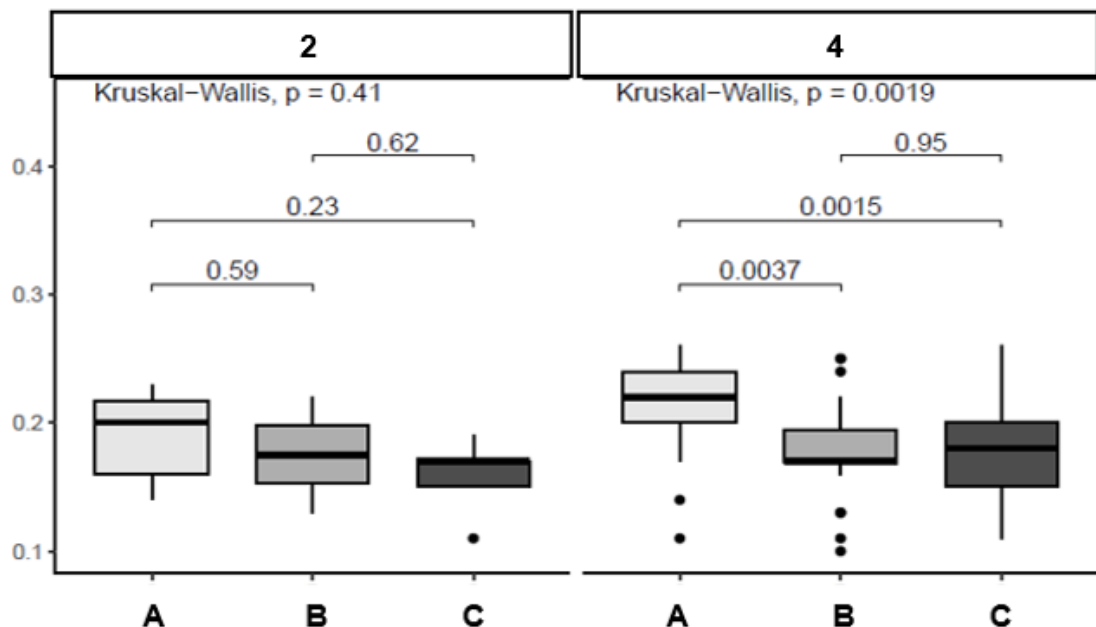 2
4
Kruskal-Wallis, p = 0.41
Kruskal-Wallis, p = 0.0019
0.62
0.95
0.4
0.23
0.0015
0.59
0.0037
0.3
0.2
0.1
A
B
C
A
B
C